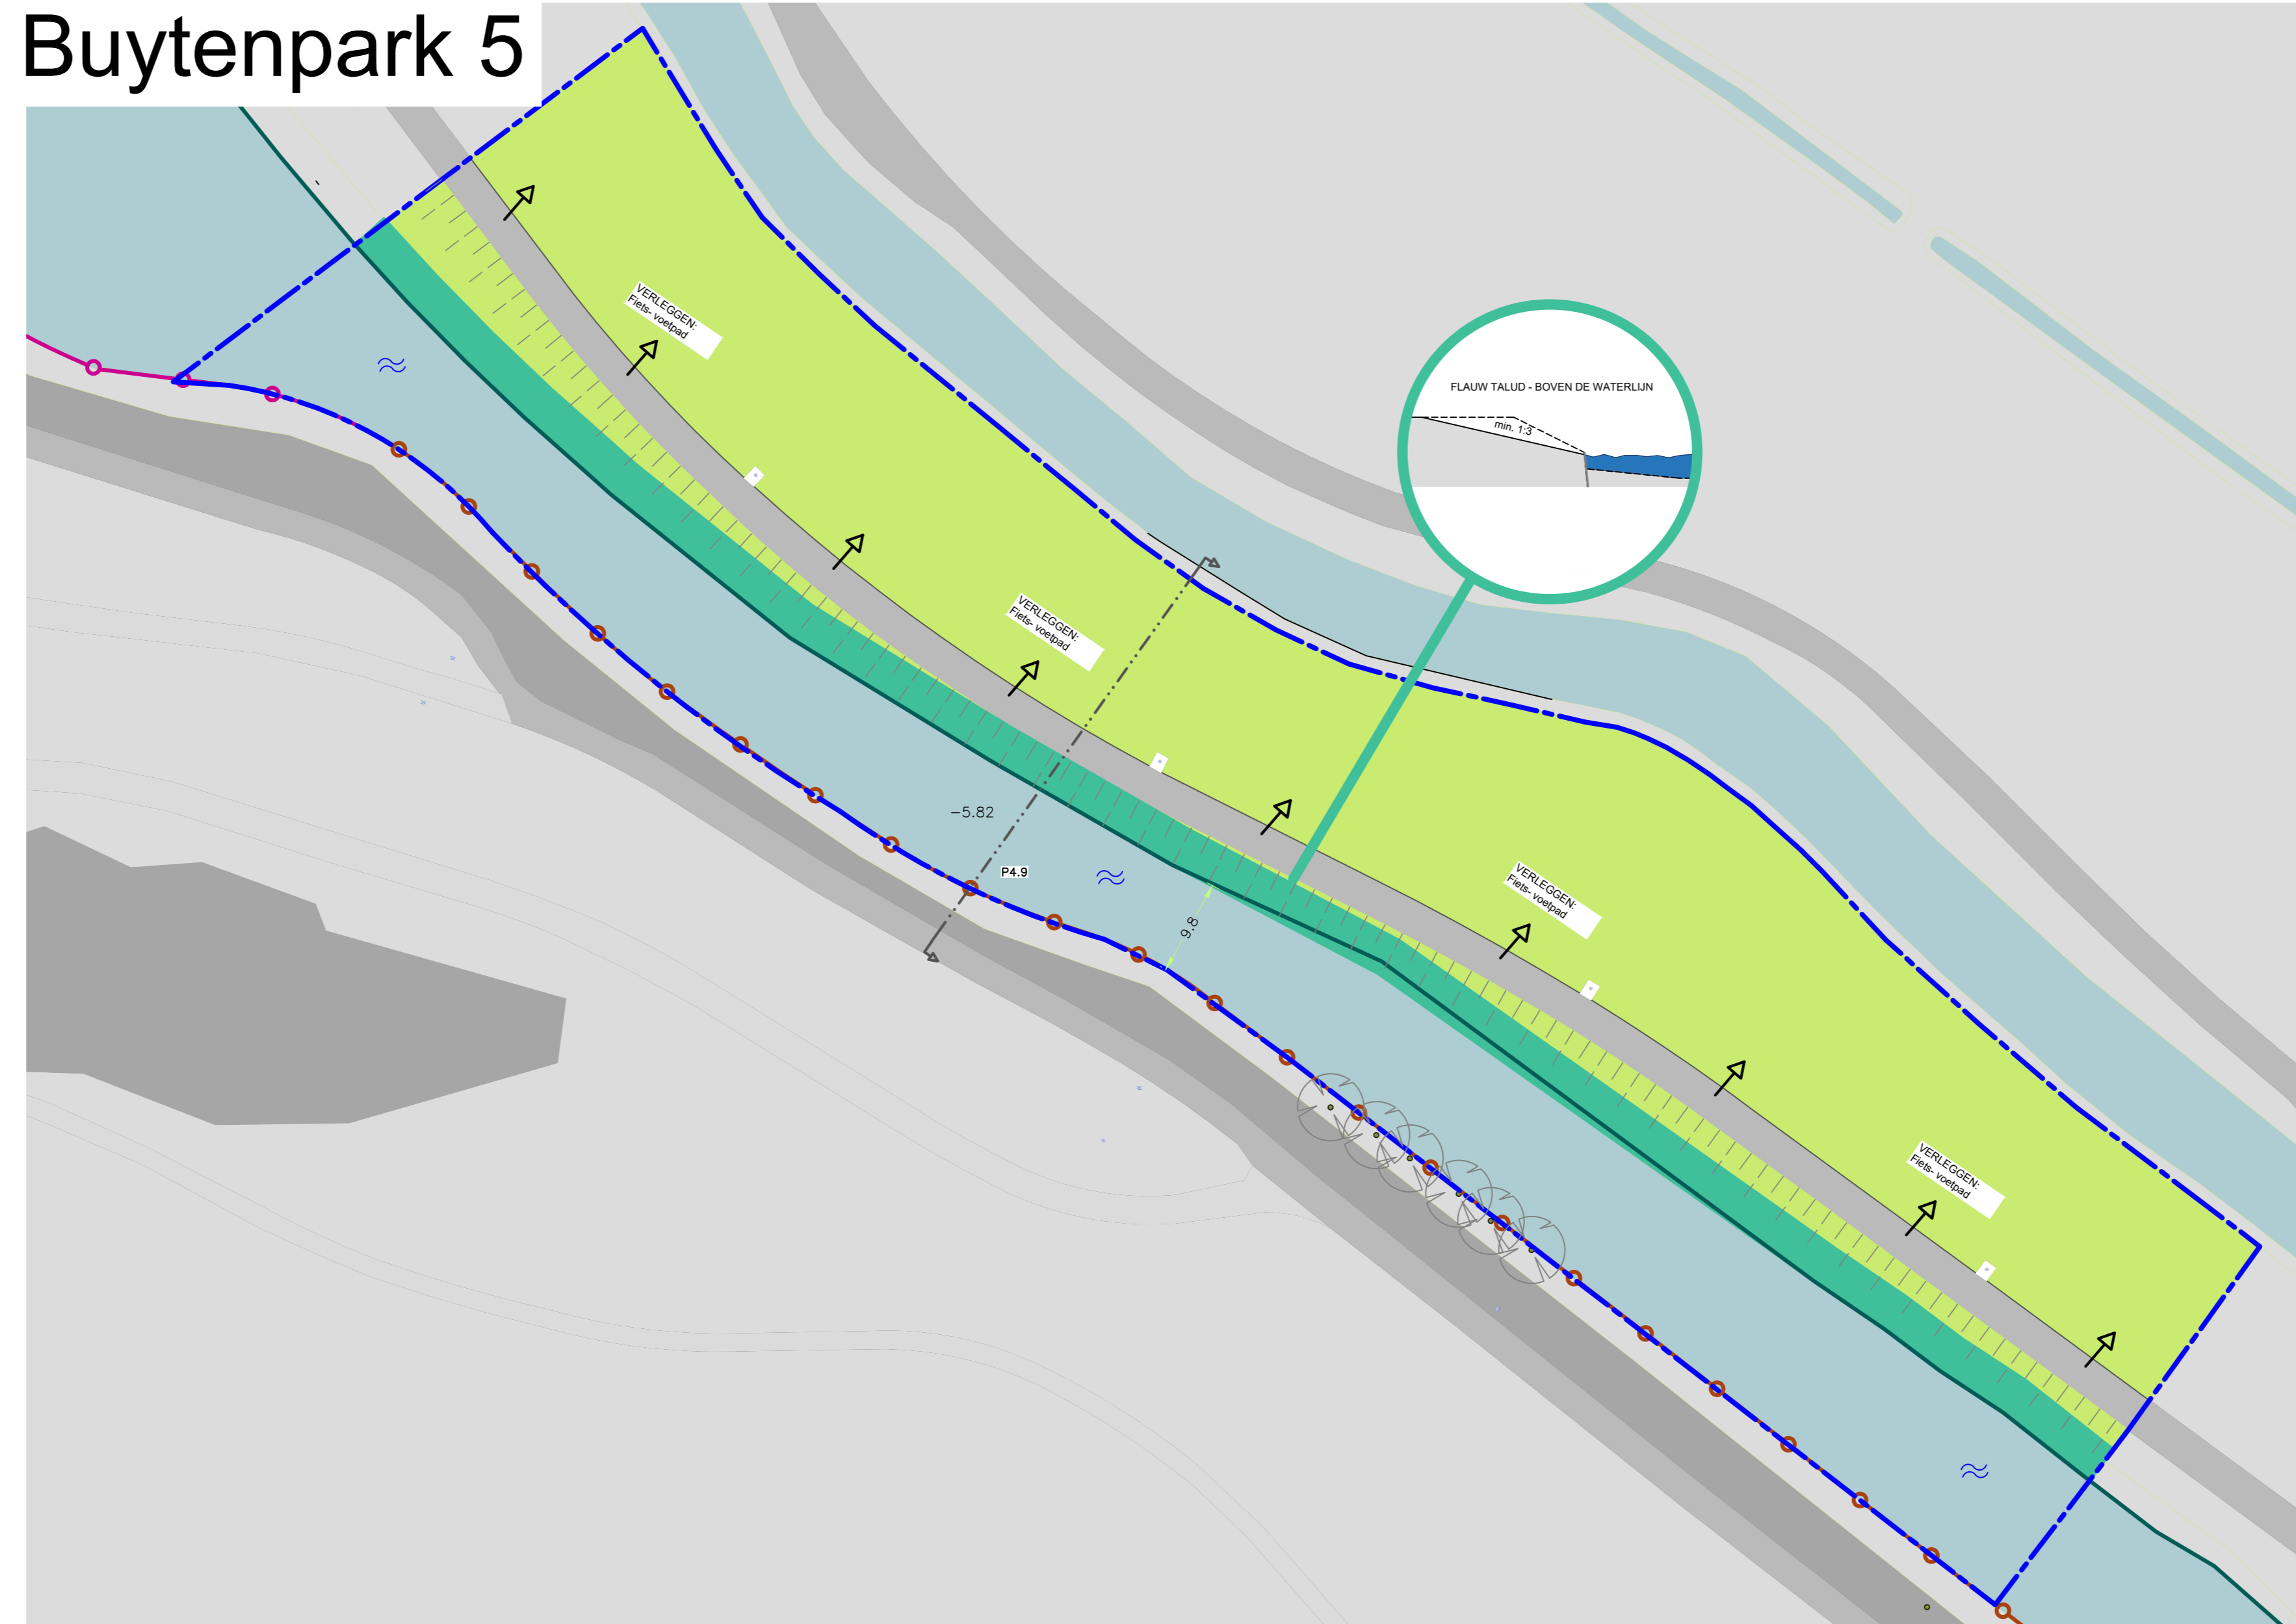 Buytenpark 5
VERLEGGEN:
Fiets- voetpad
FLAUW TALUD - BOVEN DE WATERLIJN
min. 1:3
VERLEGGEN:
Fiets- voetpad
−5.82
P4.9
9.8
VERLEGGEN:
Fiets- voetpad
VERLEGGEN:
Fiets- voetpad